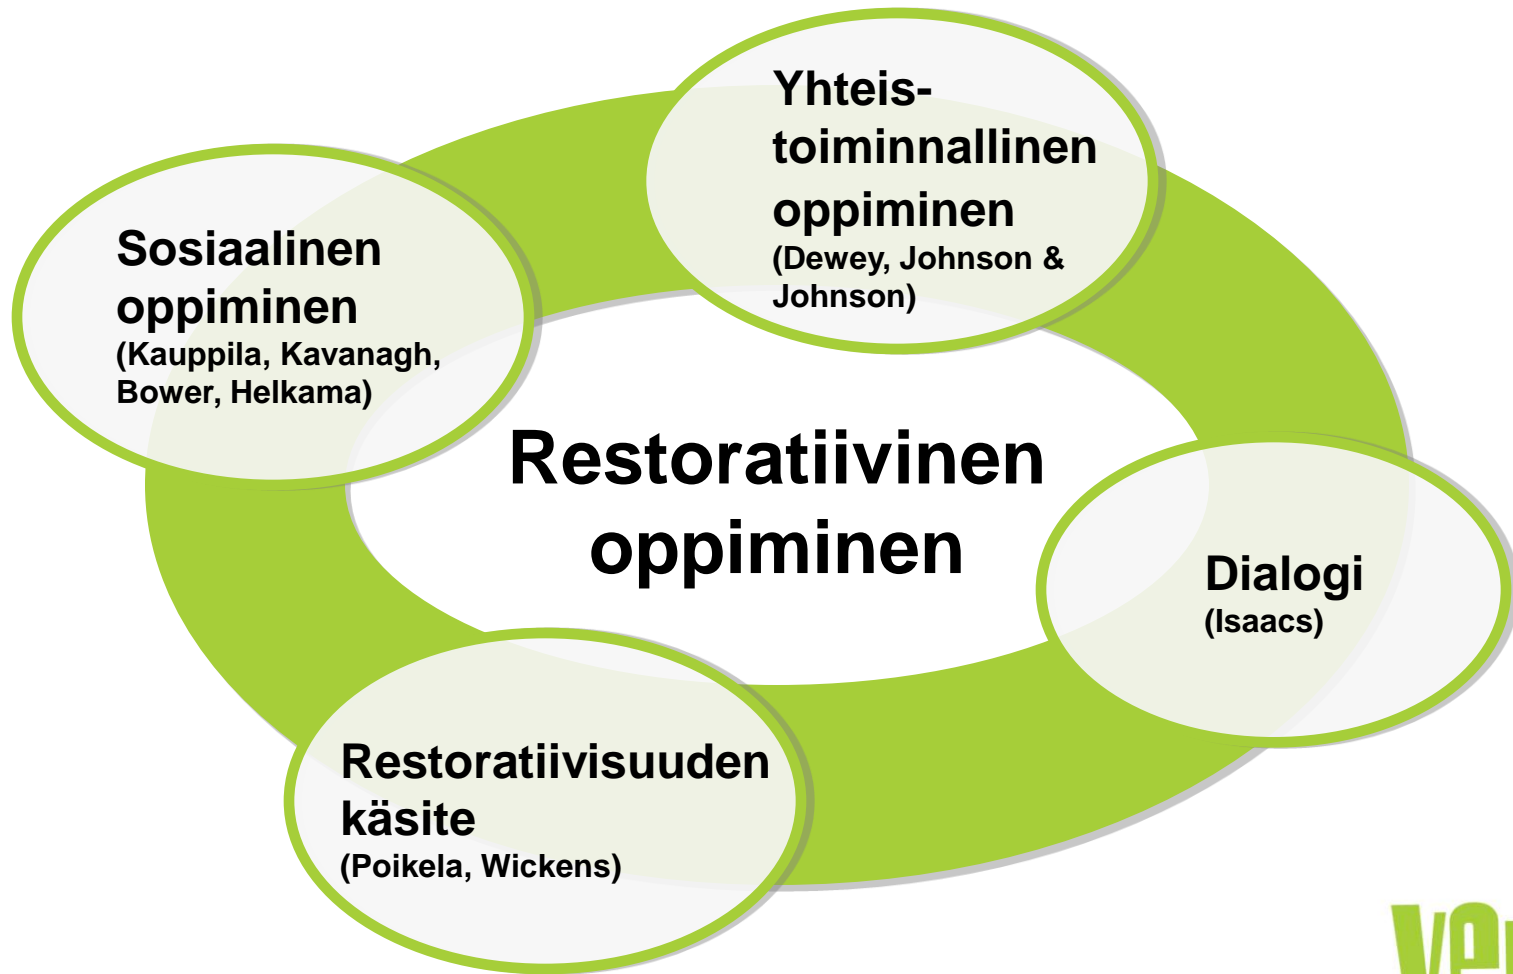 Yhteis-
toiminnallinen
oppiminen
(Dewey, Johnson &
Johnson)
Sosiaalinen
oppiminen
(Kauppila, Kavanagh,
Bower, Helkama)
Restoratiivinen
oppiminen
Dialogi
(Isaacs)
Restoratiivisuuden
käsite
(Poikela, Wickens)